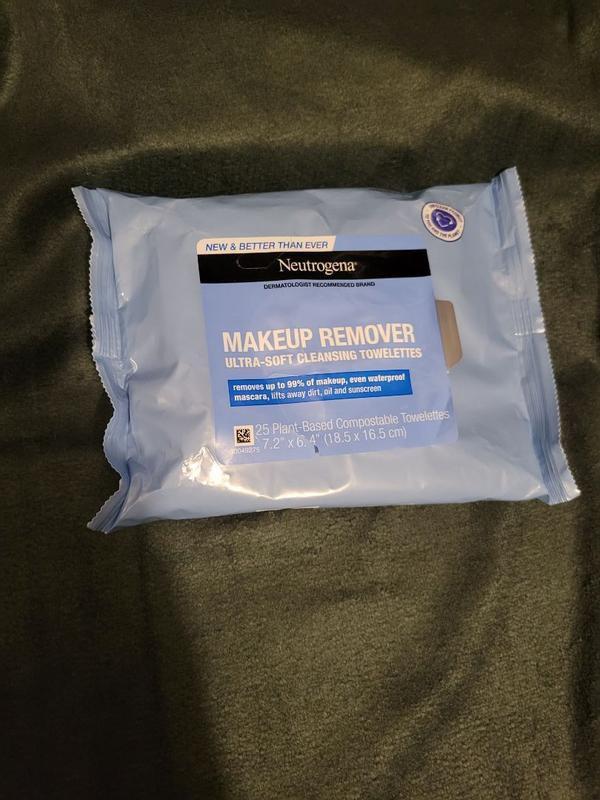 NEW & BETTER THAN EVER
Neutrogena®
DERMATOLOGIST RECOMMENDED BRAND
MAKEUP REMOVER
ULTRA-SOFT CLEANSING TOWELETTES
removes up to 99% of makeup, even waterproof
mascara, lifts away dirt, oil and sunscreen
25 Plant-Based Compostable Towelettes
7.2" x 6.4" (18.5 x 16.5 cm)